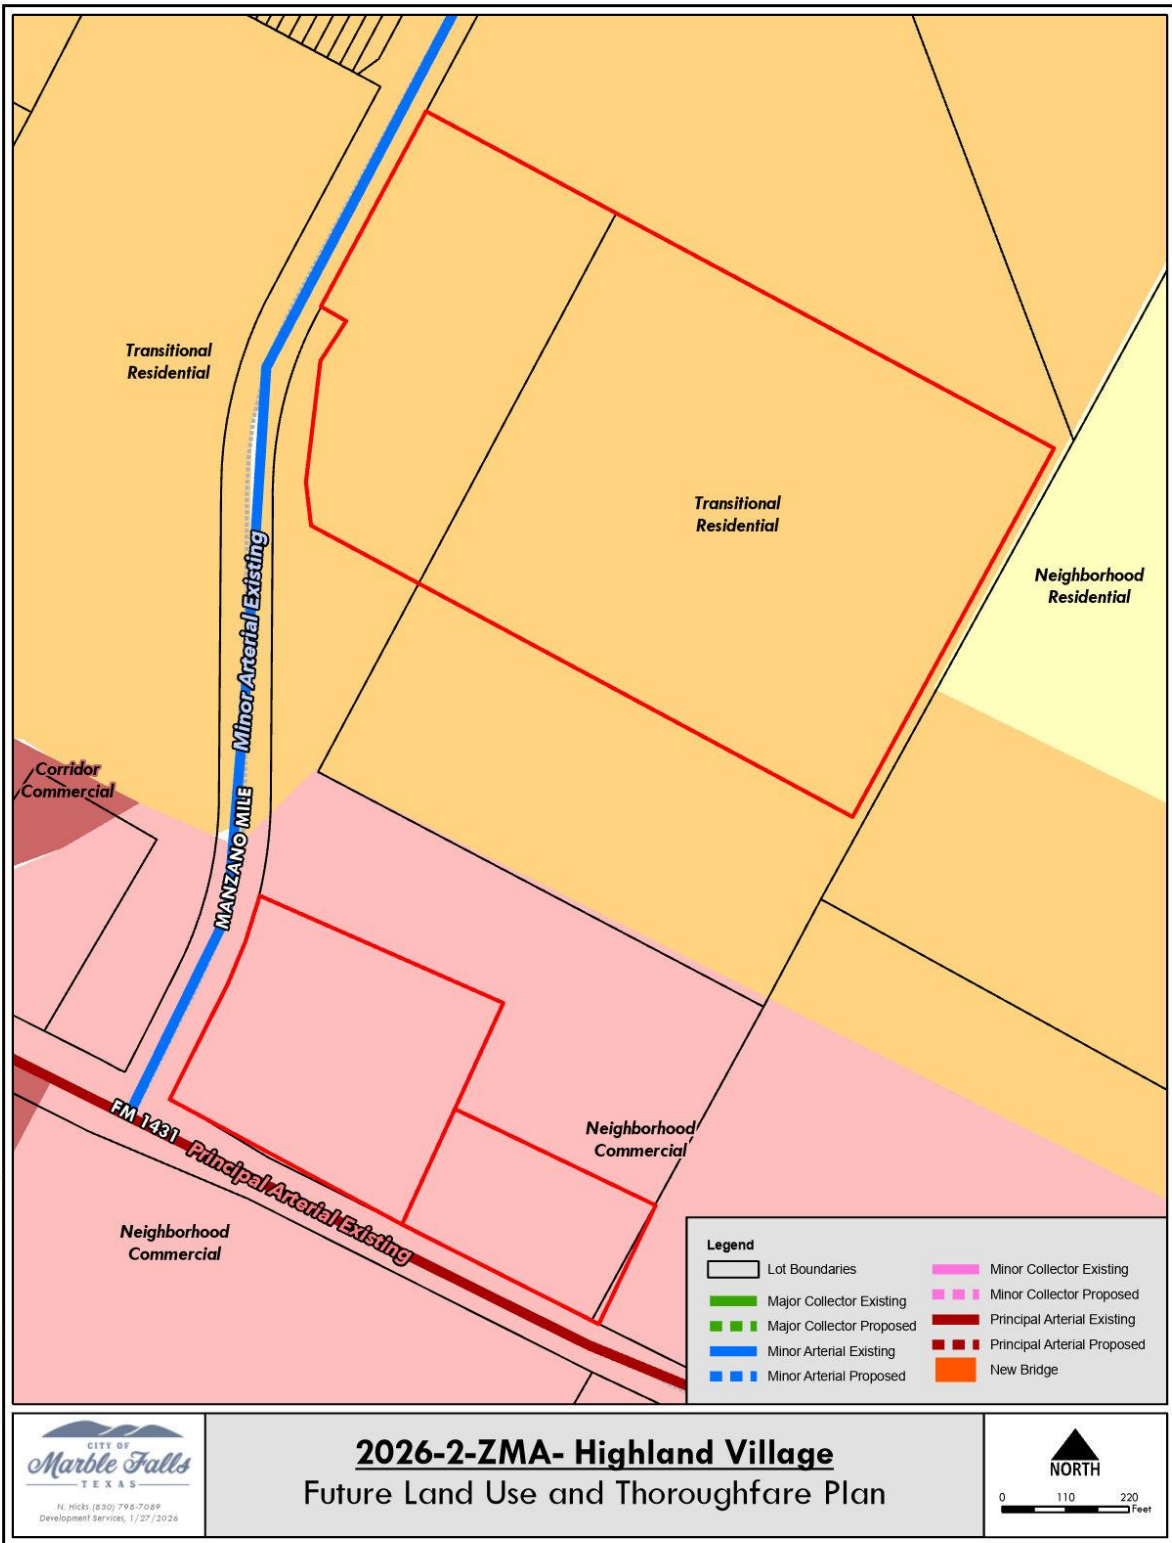 Transitional
Residential
Transitional
Residential
Neighborhood
Residential
Minor Arterial Existing
Corridor
Commercial
MANZANO MILE
FM 1431
Principal Arterial Existing
Neighborhood
Commercial
Neighborhood
Commercial
Legend
Lot Boundaries
Major Collector Existing
Major Collector Proposed
Minor Arterial Existing
Minor Arterial Proposed
Minor Collector Existing
Minor Collector Proposed
Principal Arterial Existing
Principal Arterial Proposed
New Bridge
CITY OF
Marble Falls
TEXAS
N. Hicks (830) 798-7089
Development Services, 1/27/2026
2026-2-ZMA- Highland Village
Future Land Use and Thoroughfare Plan
NORTH
0 110 220
Feet